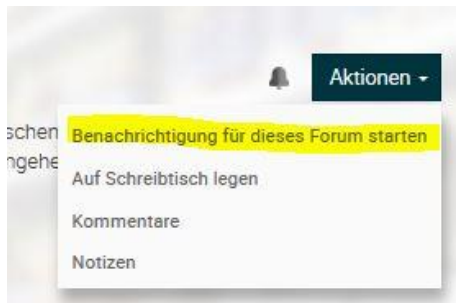 Aktionen
schen
Benachrichtigung für dieses Forum starten
ngehe
Auf Schreibtisch legen
Kommentare
Notizen